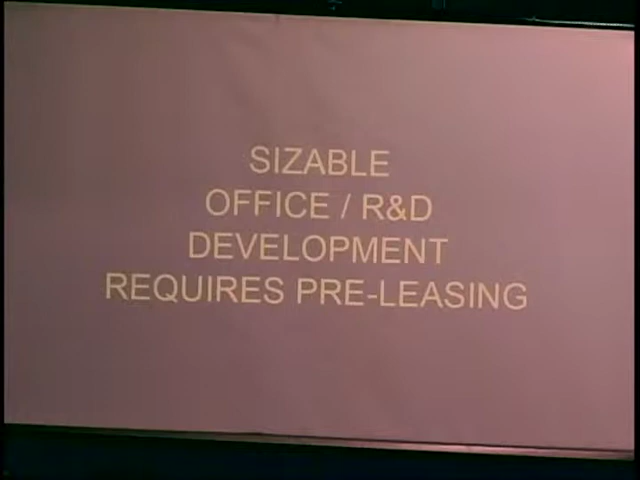 SIZABLE
OFFICE / R&D
DEVELOPMENT
REQUIRES PRE-LEASING